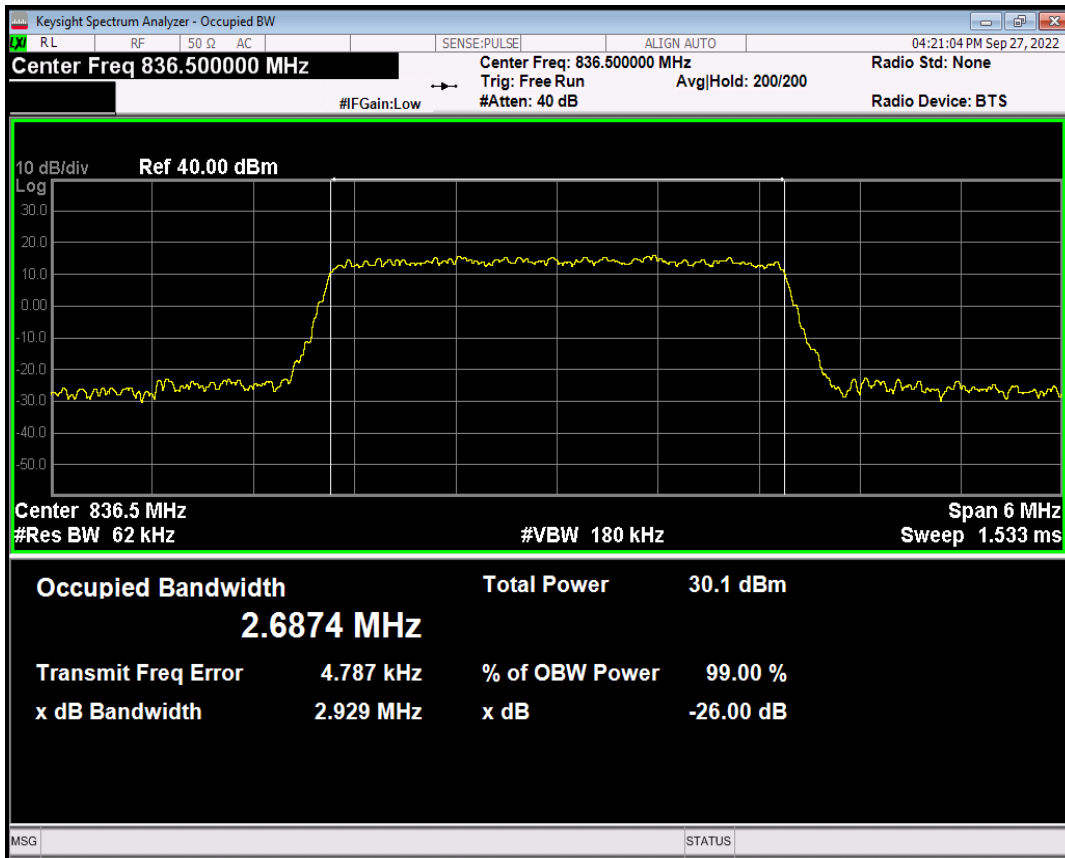 Keysight Spectrum Analyzer - Occupied BW
LXI RL RF 50 Ω AC SENSE:PULSE ALIGN AUTO 04:21:04 PM Sep 27, 2022
Center Freq 836.500000 MHz Center Freq: 836.500000 MHz Radio Std: None
Trig: Free Run Avg|Hold: 200/200
#IFGain:Low #Atten: 40 dB Radio Device: BTS
10 dB/div Ref 40.00 dBm
Log
30.0
20.0
10.0
0.00
-10.0
-20.0
-30.0
-40.0
-50.0
Center 836.5 MHz Span 6 MHz
#Res BW 62 kHz #VBW 180 kHz Sweep 1.533 ms
Occupied Bandwidth Total Power 30.1 dBm
2.6874 MHz
Transmit Freq Error 4.787 kHz % of OBW Power 99.00 %
x dB Bandwidth 2.929 MHz x dB -26.00 dB
MSG STATUS